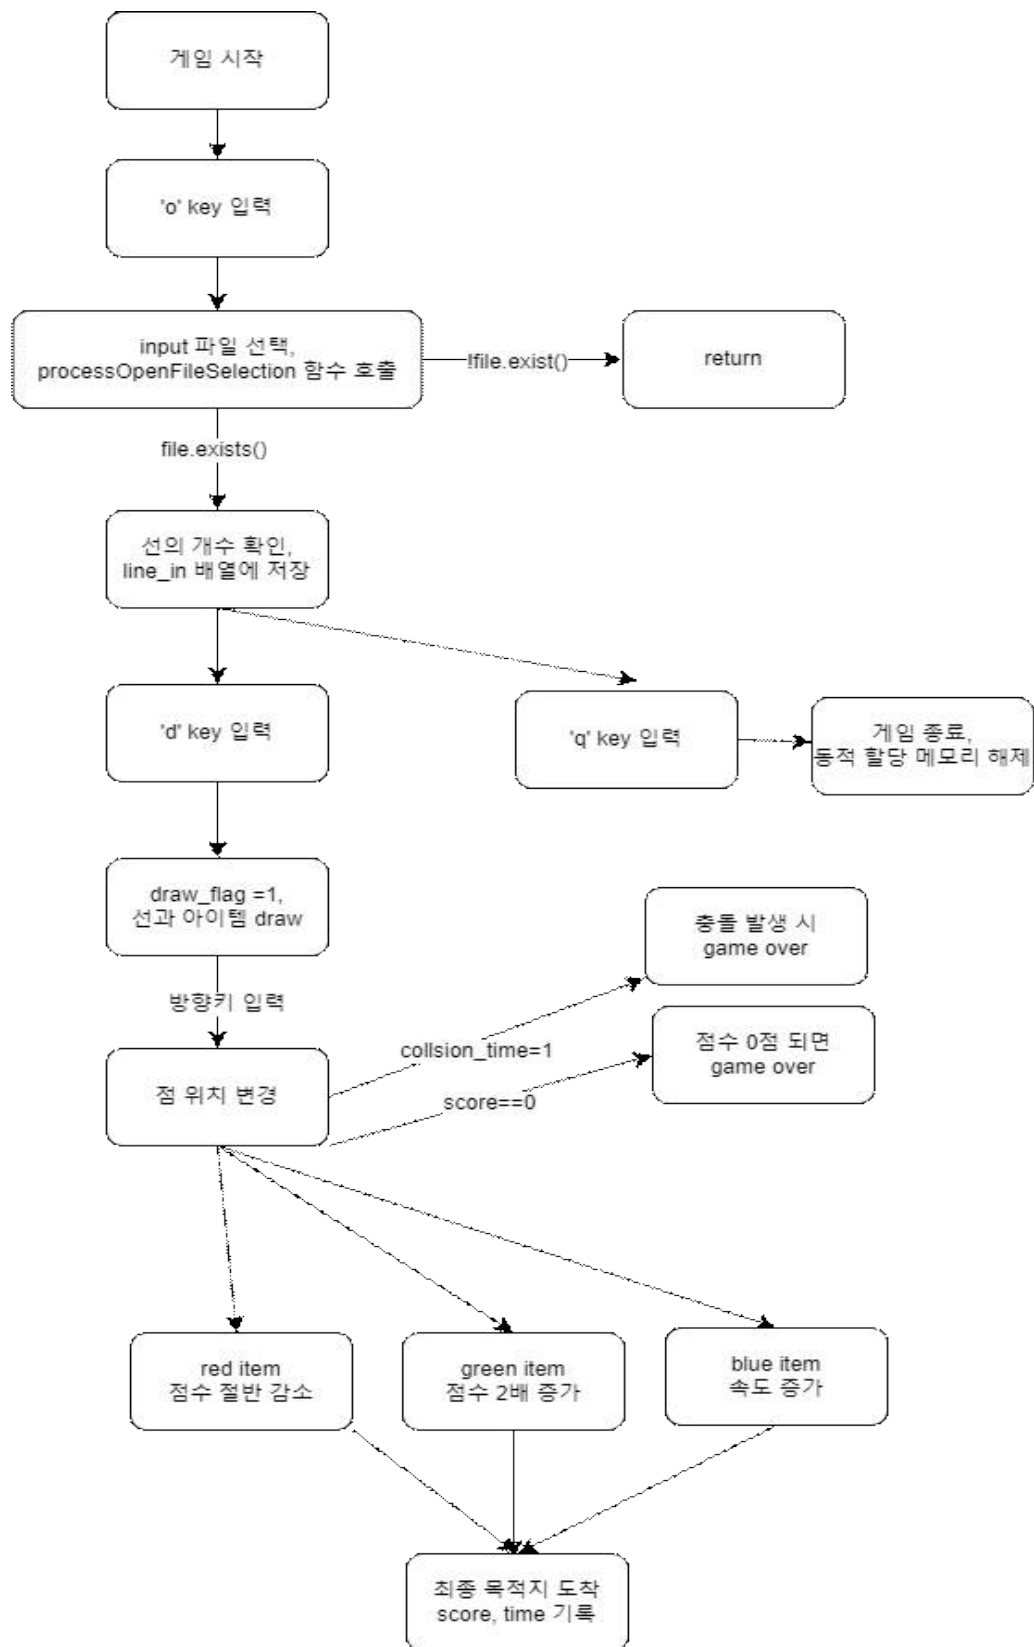 게임 시작
'o' key 입력
input 파일 선택,
processOpenFileSelection 함수 호출
!file.exist()
return
file.exists()
선의 개수 확인,
line_in 배열에 저장
'd' key 입력
'q' key 입력
게임 종료,
동적 할당 메모리 해제
draw_flag =1,
선과 아이템 draw
충돌 발생 시
game over
방향키 입력
collsion_time=1
점수 0점 되면
game over
점 위치 변경
score==0
red item
점수 절반 감소
green item
점수 2배 증가
blue item
속도 증가
최종 목적지 도착
score, time 기록